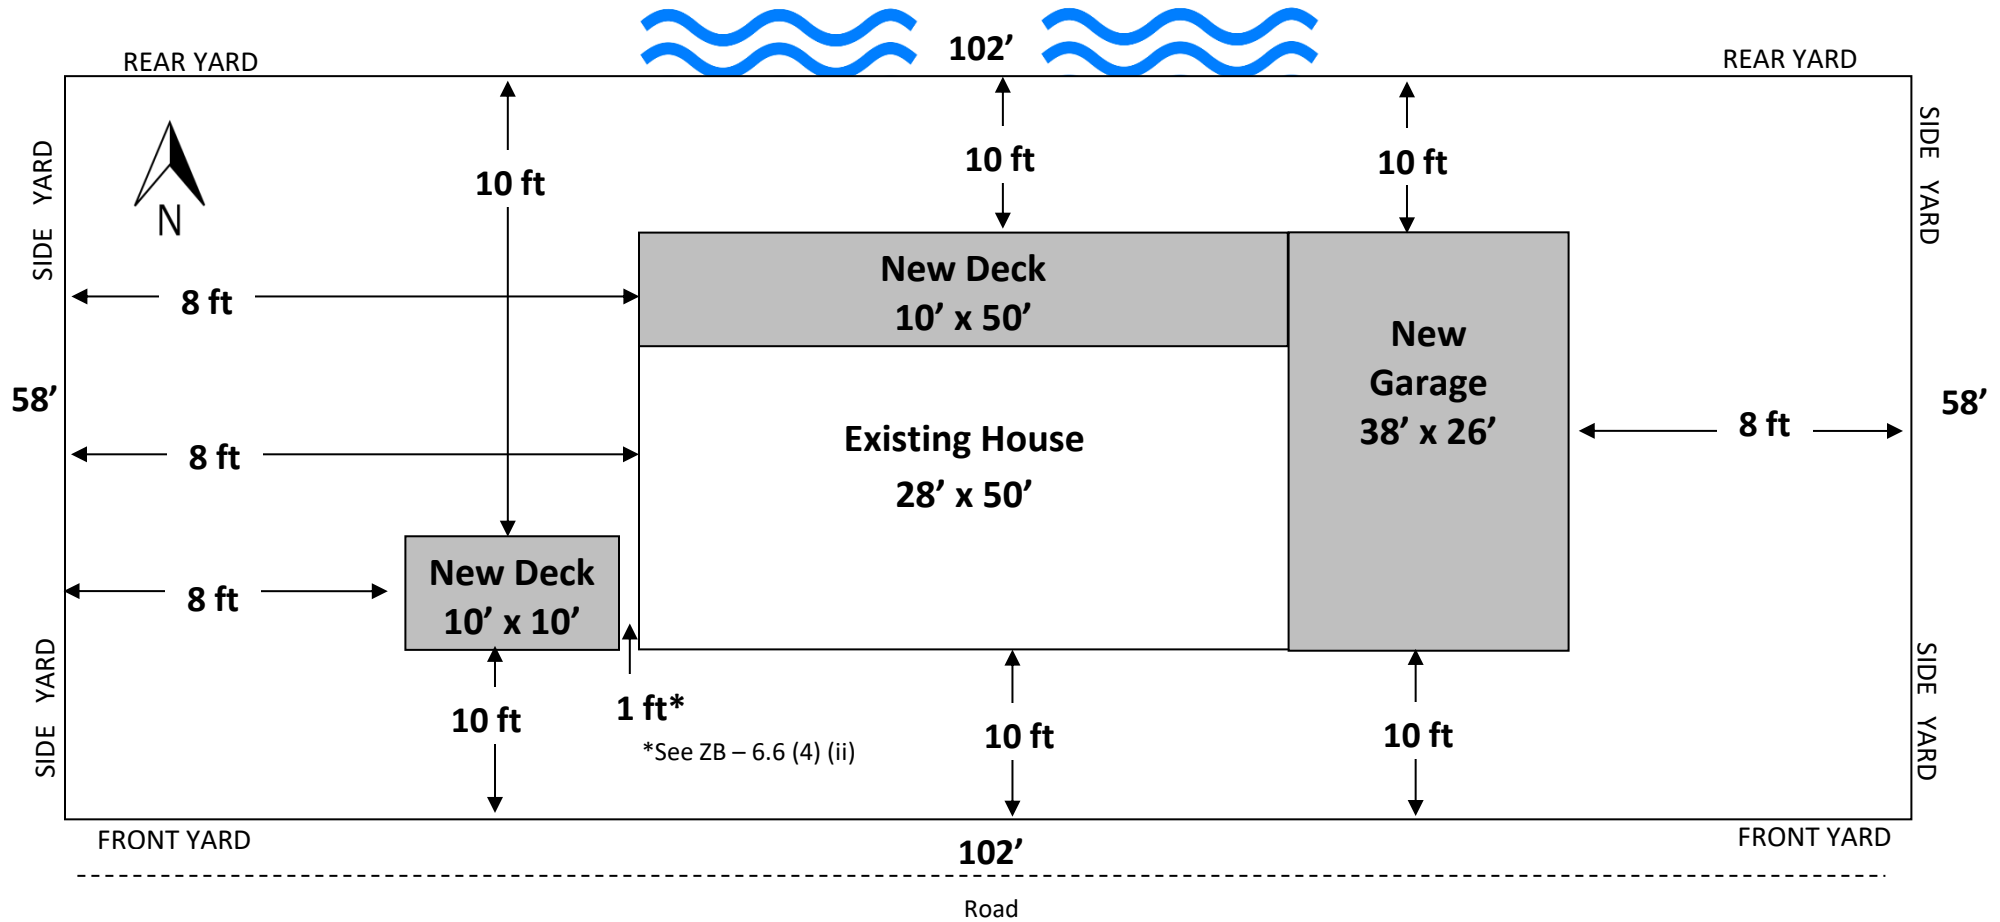 102’
REAR YARD
REAR YARD
SIDE YARD
SIDE YARD
N
10 ft
10 ft
10 ft
New Deck
10’ x 50’
8 ft
New
Garage
38’ x 26’
58’
58’
8 ft
Existing House
28’ x 50’
8 ft
New Deck
10’ x 10’
8 ft
SIDE YARD
SIDE YARD
10 ft
1 ft*
*See ZB – 6.6 (4) (ii)
10 ft
10 ft
FRONT YARD
FRONT YARD
102’
Road